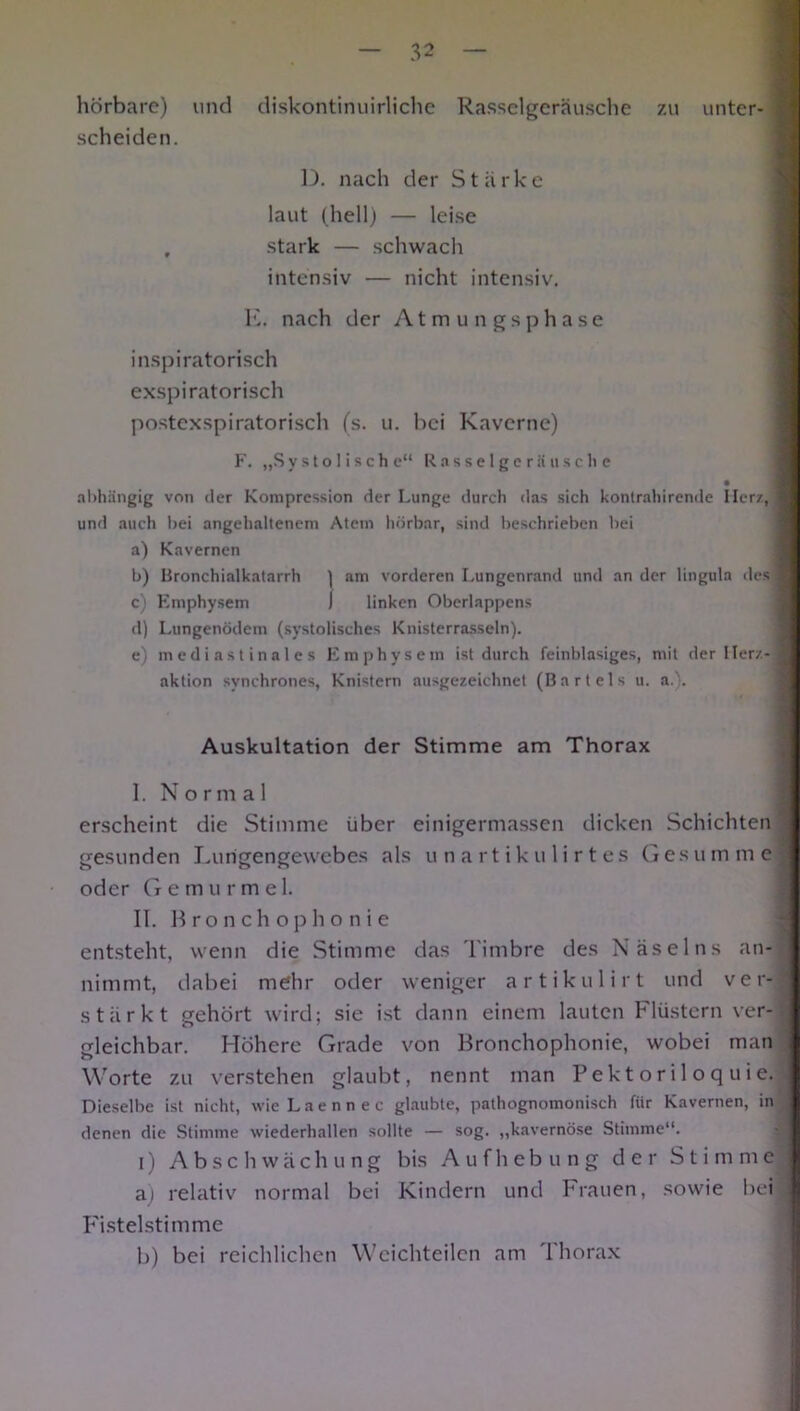 — 32 —
hörbare) und diskontinuirliche Rasselgeräusche zu unter-
scheiden.
D. nach der Stärke
laut (hell) — leise
stark — schwach
intensiv — nicht intensiv.
E. nach der Atmungsphase
inspiratorisch
exspiratorisch
postexspiratorisch (s. u. bei Kaverne)
F. „Systolische“ Rasselgeräusche
abhängig von der Kompression der Lunge durch das sich kontrahirende Herz,
und auch bei angehaltenem Atem hörbar, sind beschrieben bei
a) Kavernen
b) Bronchialkatarrh } am vorderen Lungenrand und an der lingula des
c) Emphysem } linken Oberlappens
d) Lungenödem (systolisches Knisterrasseln).
e) mediastinales Emphysem ist durch feinblasiges, mit der Herz-
aktion synchrones, Knistern ausgezeichnet (Bartels u. a.).
Auskultation der Stimme am Thorax
I. Normal
erscheint die Stimme über einigermassen dicken Schichten
gesunden Lungengewebes als unartikulirtes Gesumme
oder Gemurmel.
II. Bronchophonie
entsteht, wenn die Stimme das Timbre des Näselns an-
nimmt, dabei mehr oder weniger artikulirt und ver-
stärkt gehört wird; sie ist dann einem lauten Flüstern ver-
gleichbar. Höhere Grade von Bronchophonie, wobei man
Worte zu verstehen glaubt, nennt man Pektoriloquie.
Dieselbe ist nicht, wie Laennec glaubte, pathognomonisch für Kavernen, in
denen die Stimme wiederhallen sollte — sog. „kavernöse Stimme“.
1) Abschwächung bis Aufhebung der Stimme
a) relativ normal bei Kindern und Frauen, sowie bei
Fistelstimme
b) bei reichlichen Weichteilen am Thorax